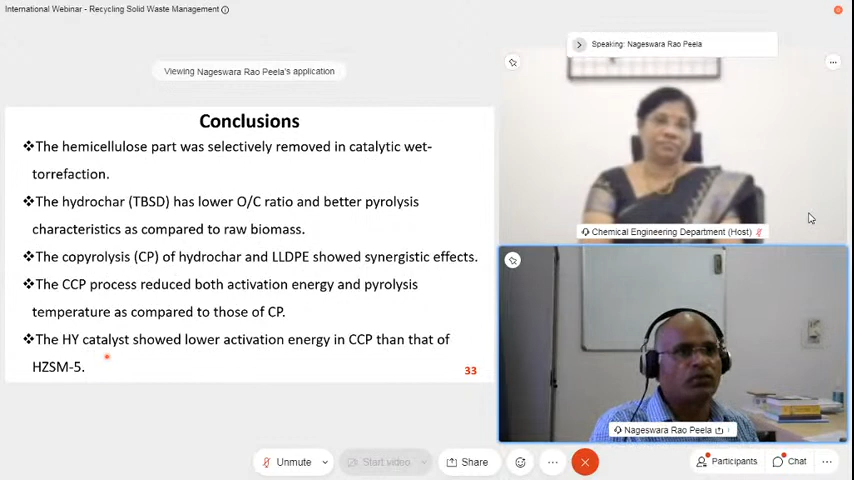 International Webinar - Recycling Solid Waste Management
Speaking: Nageswara Rao Peela
Viewing Nageswara Rao Peela's application
Conclusions
❖The hemicellulose part was selectively removed in catalytic wet-
torrefaction.
❖The hydrochar (TBSD) has lower O/C ratio and better pyrolysis
characteristics as compared to raw biomass.
❖The copyrolysis (CP) of hydrochar and LLDPE showed synergistic effects.
❖The CCP process reduced both activation energy and pyrolysis
temperature as compared to those of CP.
❖The HY catalyst showed lower activation energy in CCP than that of
HZSM-5.
33
Chemical Engineering Department (Host)
Nageswara Rao Peela
Unmute
Start video
Share
Participants
Chat